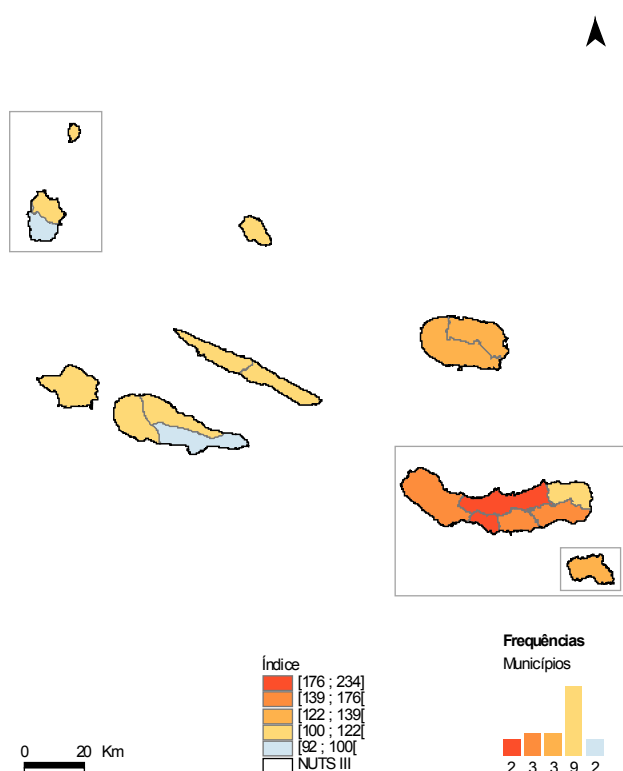 Índice
[176 ; 234]
[139 ; 176[
[122 ; 139[
[100 ; 122[
[92 ; 100[
NUTS III
Frequências
Municípios
2 3 3 9 2
0 20 Km